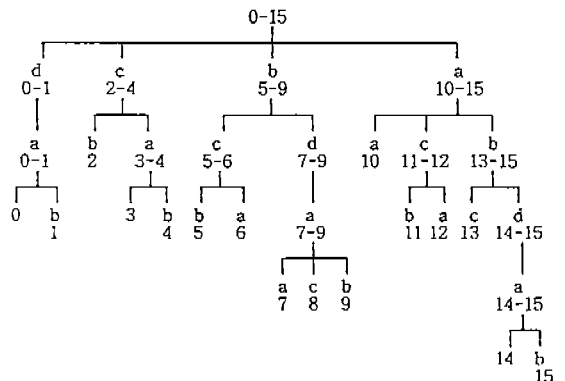 0-15
d c b a
0-1 2-4 5-9 10-15
a b a c d a c b
0-1 2 3-4 5-6 7-9 10 11-12 13-15
0 b 3 b b a a b a c d
1 4 5 6 7-9 11 12 13 14-15
a c b a
7 8 9 14-15
14 b
15